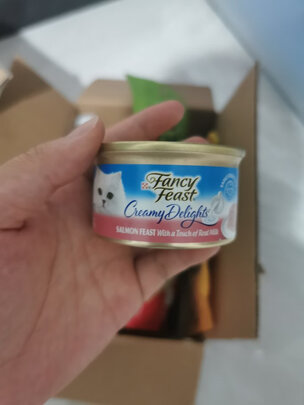 Fancy
Feast
Creamy Delights
SALMON FEAST With a Touch of Real Milk